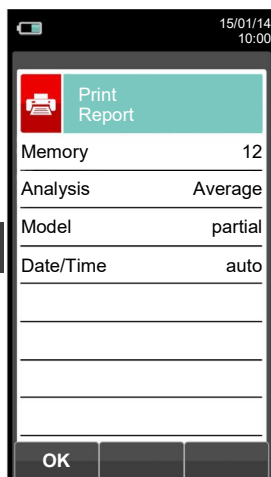 15/01/14
10:00
Print
Report
Memory 12
Analysis Average
Model partial
Date/Time auto
OK